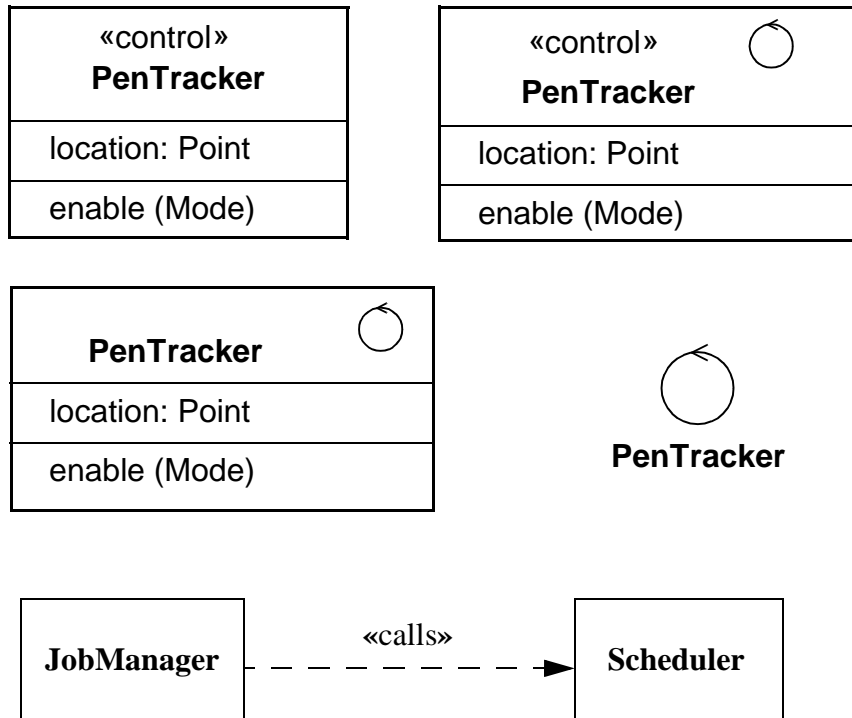 «control»
PenTracker
location: Point
enable (Mode)
«control»
PenTracker
location: Point
enable (Mode)
PenTracker
location: Point
enable (Mode)
PenTracker
JobManager
«calls»
Scheduler